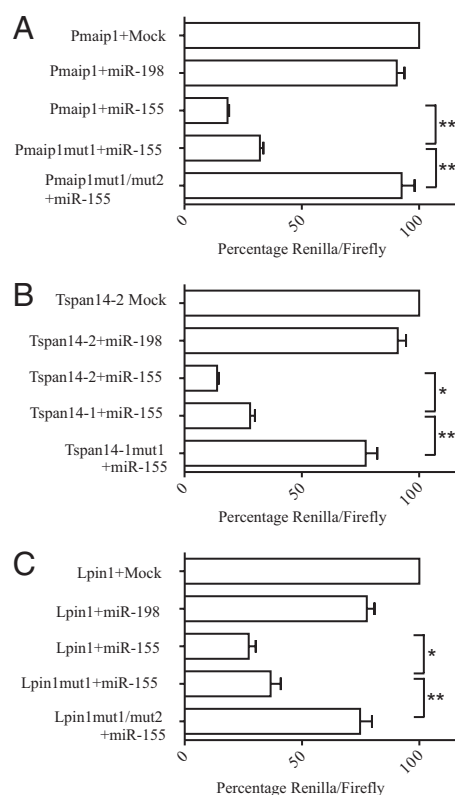 A
Pmaip1+Mock
Pmaip1+miR-198
Pmaip1+miR-155
**
Pmaip1mut1+miR-155
**
Pmaip1mut1/mut2
+miR-155
0 50 100
Percentage Renilla/Firefly
B
Tspan14-2 Mock
Tspan14-2+miR-198
Tspan14-2+miR-155
*
Tspan14-1+miR-155
**
Tspan14-1mut1
+miR-155
0 50 100
Percentage Renilla/Firefly
C
Lpin1+Mock
Lpin1+miR-198
Lpin1+miR-155
*
Lpin1mut1+miR-155
**
Lpin1mut1/mut2
+miR-155
0 50 100
Percentage Renilla/Firefly